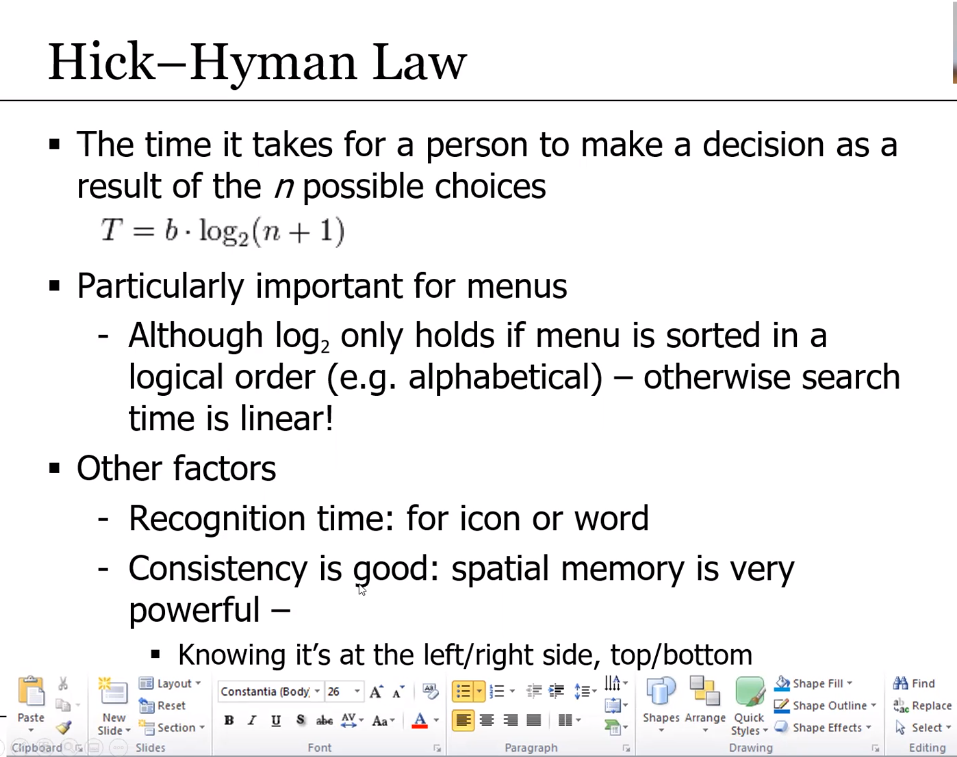 Hick–Hyman Law
▪ The time it takes for a person to make a decision as a
result of the n possible choices
T = b · log₂(n + 1)
▪ Particularly important for menus
- Although log₂ only holds if menu is sorted in a
logical order (e.g. alphabetical) – otherwise search
time is linear!
▪ Other factors
- Recognition time: for icon or word
- Consistency is good: spatial memory is very
powerful –
▪ Knowing it’s at the left/right side, top/bottom
Paste
New
Slide
Layout
Reset
Section
Constantia (Body) 26 A A
B I U S abc AV Aa A
Shapes Arrange Quick
Styles
Shape Fill
Shape Outline
Shape Effects
Find
Replace
Select
Clipboard Slides Font Paragraph Drawing Editing